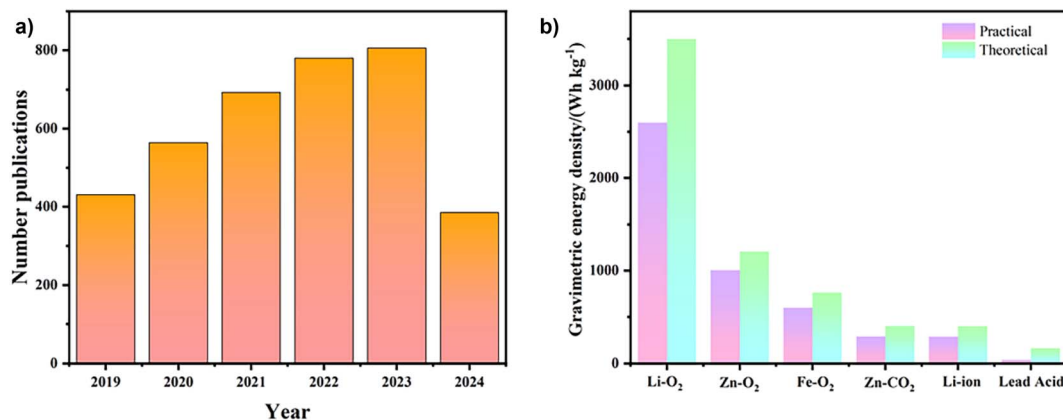 a)
Number publications
800
600
400
200
0
2019 2020 2021 2022 2023 2024
Year
b)
Gravimetric energy density/(Wh kg⁻¹)
Practical
Theoretical
3000
2000
1000
0
Li-O₂ Zn-O₂ Fe-O₂ Zn-CO₂ Li-ion Lead Acid